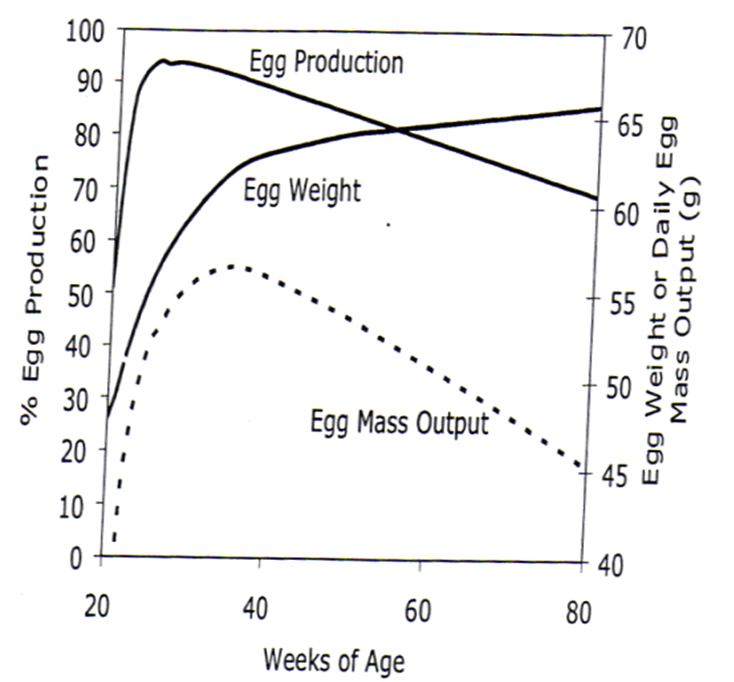 100
90
80
70
60
50
40
30
20
10
0
% Egg Production
Egg Production
Egg Weight
Egg Mass Output
70
65
60
55
50
45
40
Egg Weight or Daily Egg
Mass Output (g)
20 40 60 80
Weeks of Age